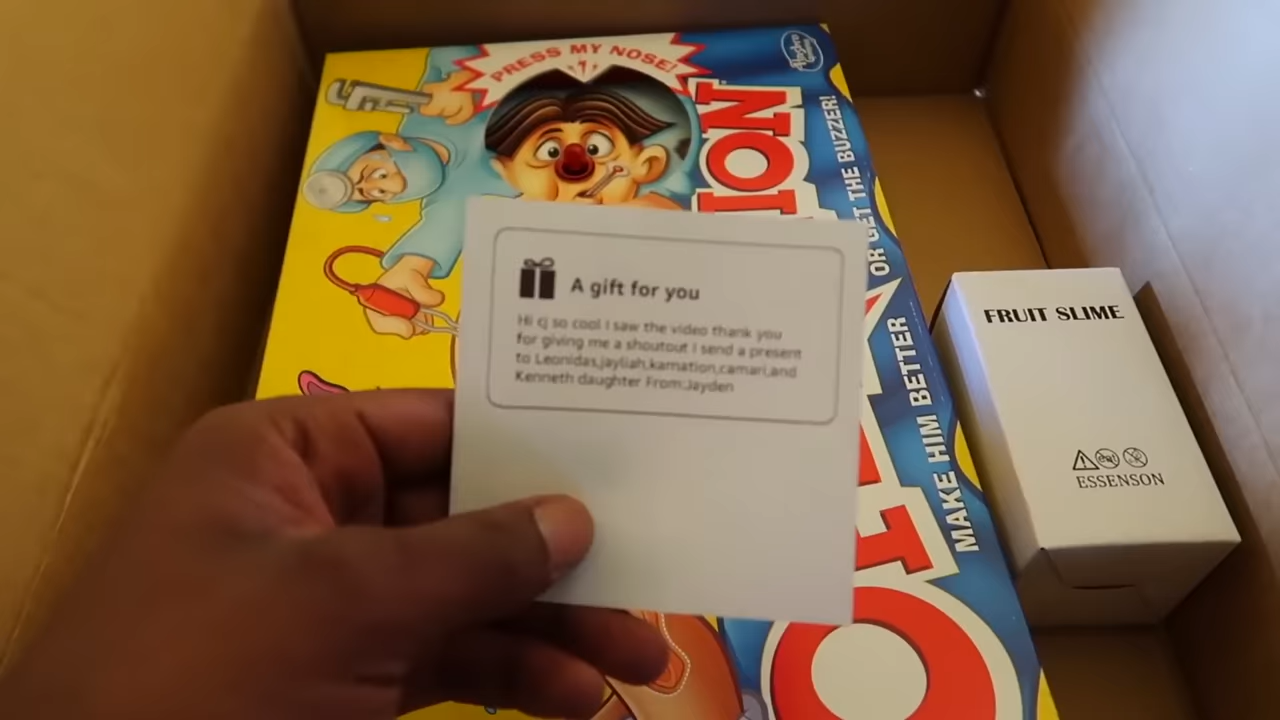 PRESS MY NOSE!
Hasbro
ION
OR GET THE BUZZER!
MAKE HIM BETTER
A gift for you
Hi cj so cool I saw the video thank you
for giving me a shoutout I send a present
to Leonidas,jayliah,karnation,camari,and
Kenneth daughter From:Jayden
FRUIT SLIME
ESSENSON